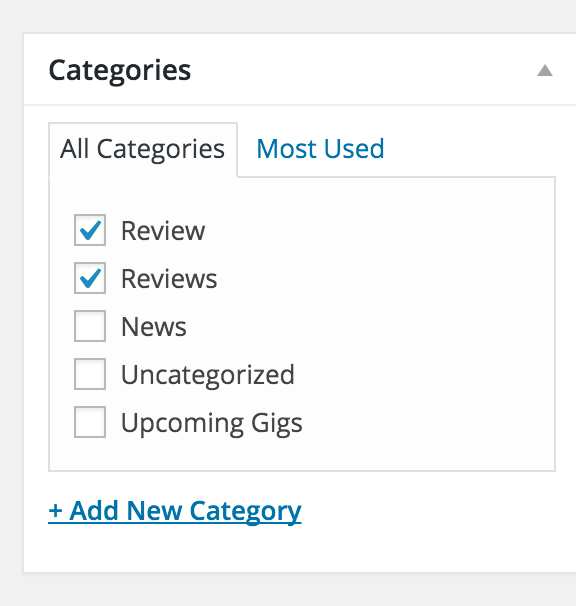 Categories
All Categories Most Used
Review
Reviews
News
Uncategorized
Upcoming Gigs
+ Add New Category